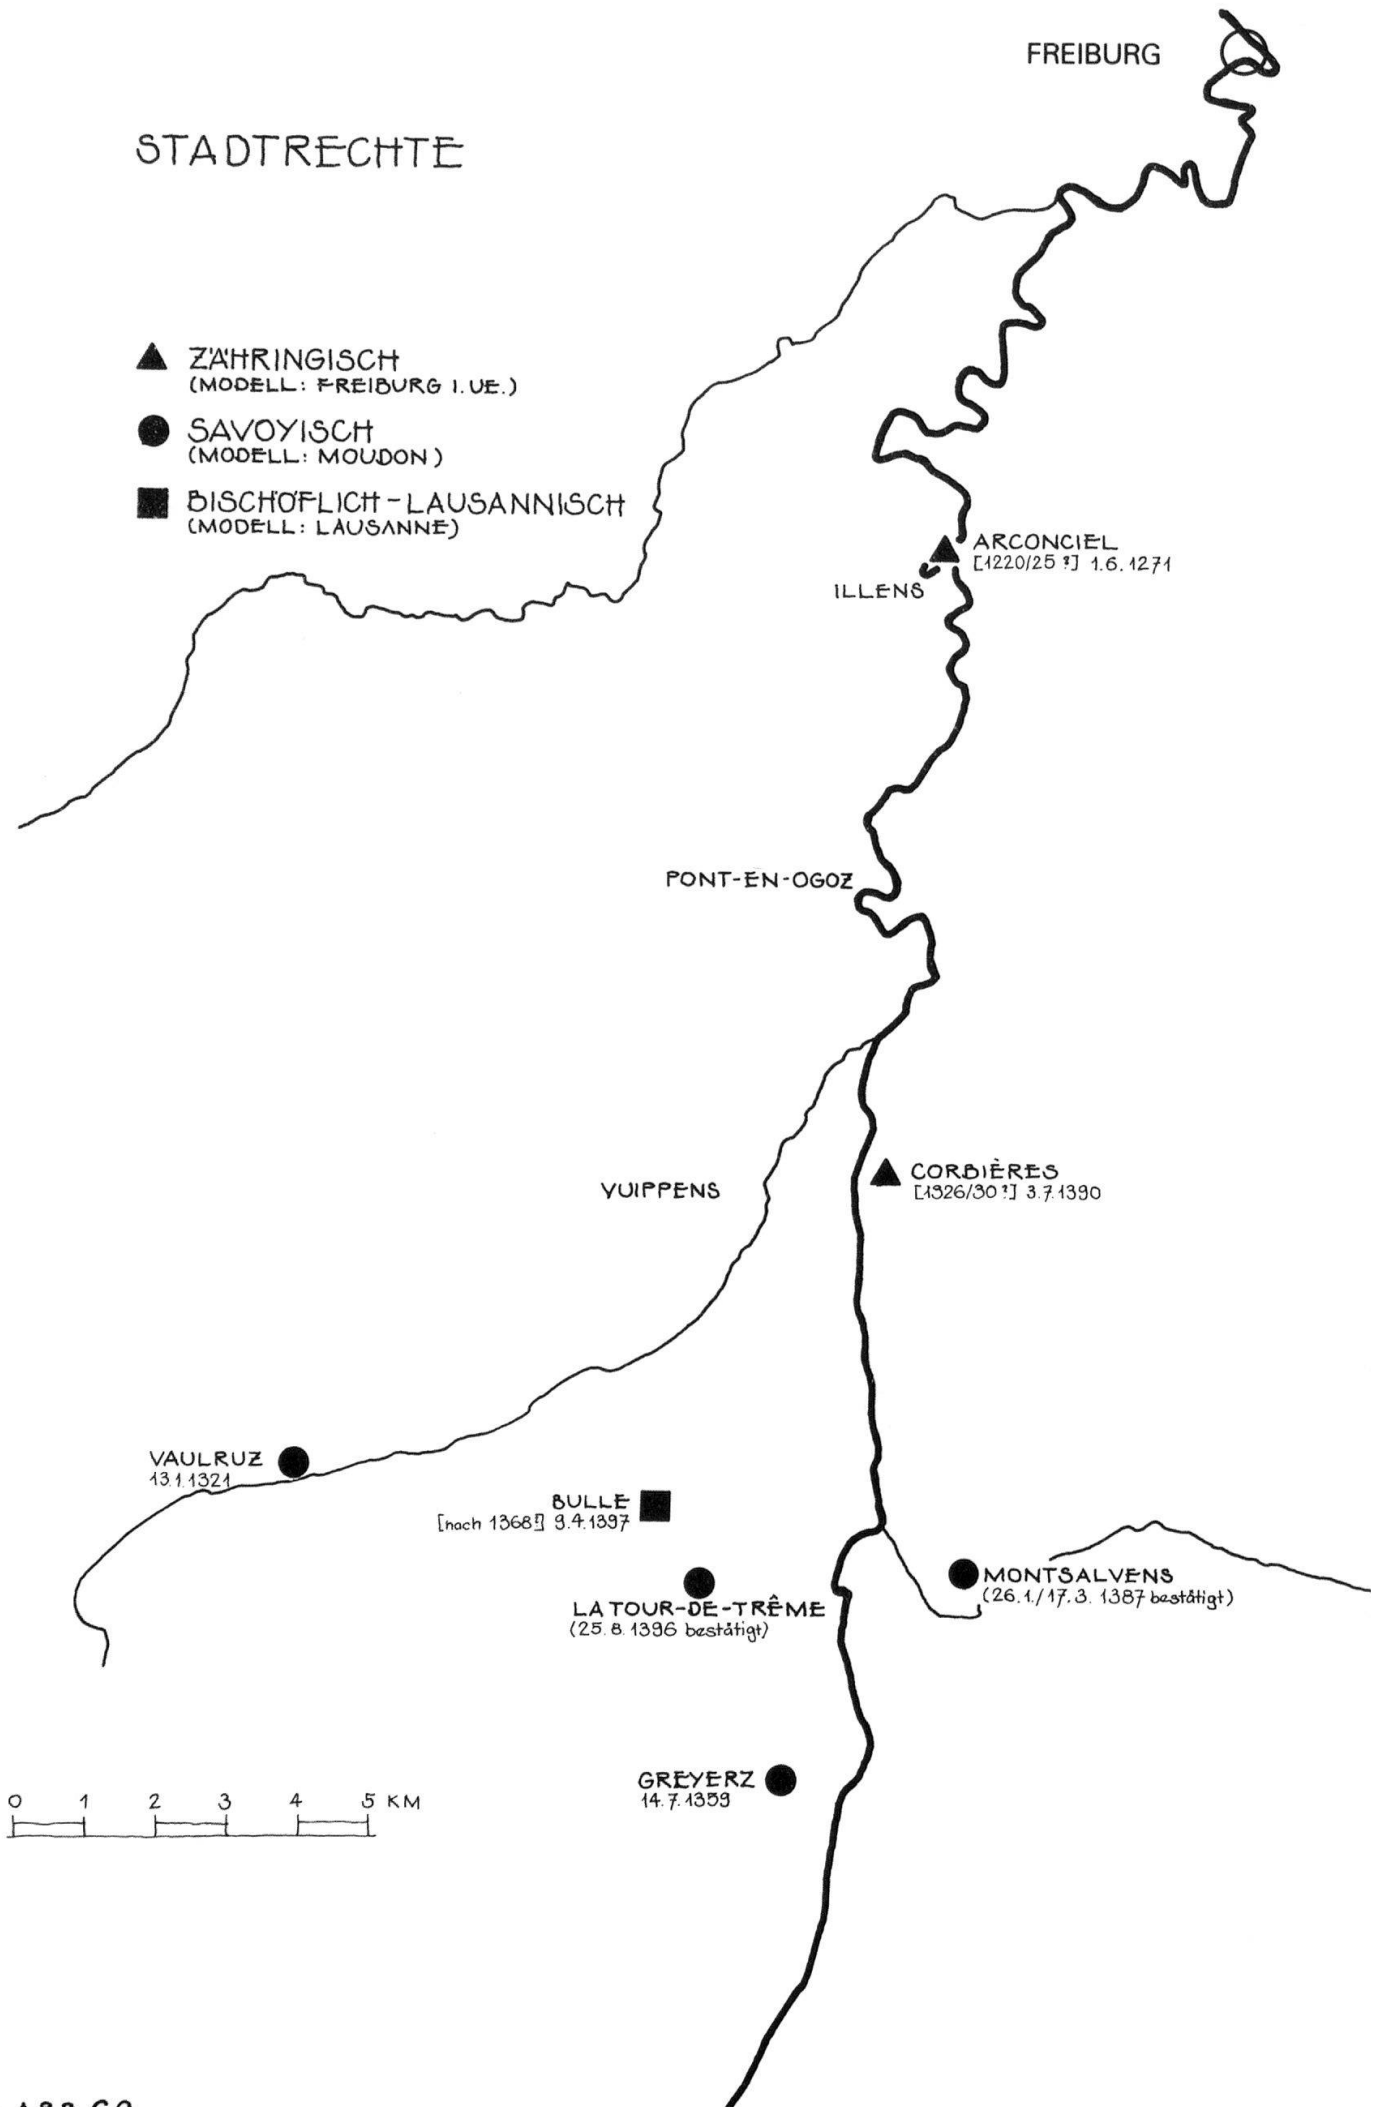 FREIBURG
STADTRECHTE
ZÄHRINGISCH
(MODELL: FREIBURG I. UE.)
SAVOYISCH
(MODELL: MOUDON)
BISCHÖFLICH-LAUSANNISCH
(MODELL: LAUSANNE)
ARCONCIEL
[1220/25 ?] 1.6.1271
ILLENS
PONT-EN-OGOZ
CORBIÈRES
[1326/30?] 3.7.1390
VUIPPENS
VAULRUZ
13.1.1321
BULLE
[nach 1368?] 9.4.1397
MONTSALVENS
(26.1./17.3. 1387 bestätigt)
LA TOUR-DE-TRÊME
(25.8.1396 bestätigt)
GREYERZ
14.7.1359
0 1 2 3 4 5 KM